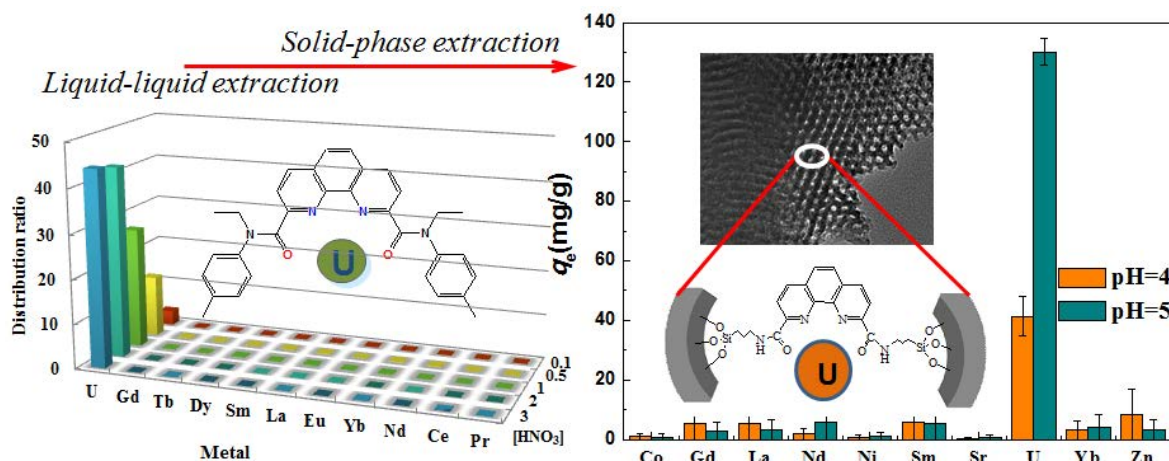 Solid-phase extraction
Liquid-liquid extraction
50
40
30
20
10
0
Distribution ratio
U
Gd
Tb
Dy
Sm
La
Eu
Yb
Nd
Ce
Pr
Metal
0.1
0.5
1
2
3
[HNO3]
N
N
N
N
O
O
U
140
120
100
80
60
40
20
0
qe(mg/g)
pH=4
pH=5
N
N
Si
O
O
O
N
H
O
O
N
H
Si
O
O
O
U
Co
Gd
La
Nd
Ni
Sm
Sr
U
Yb
Zn